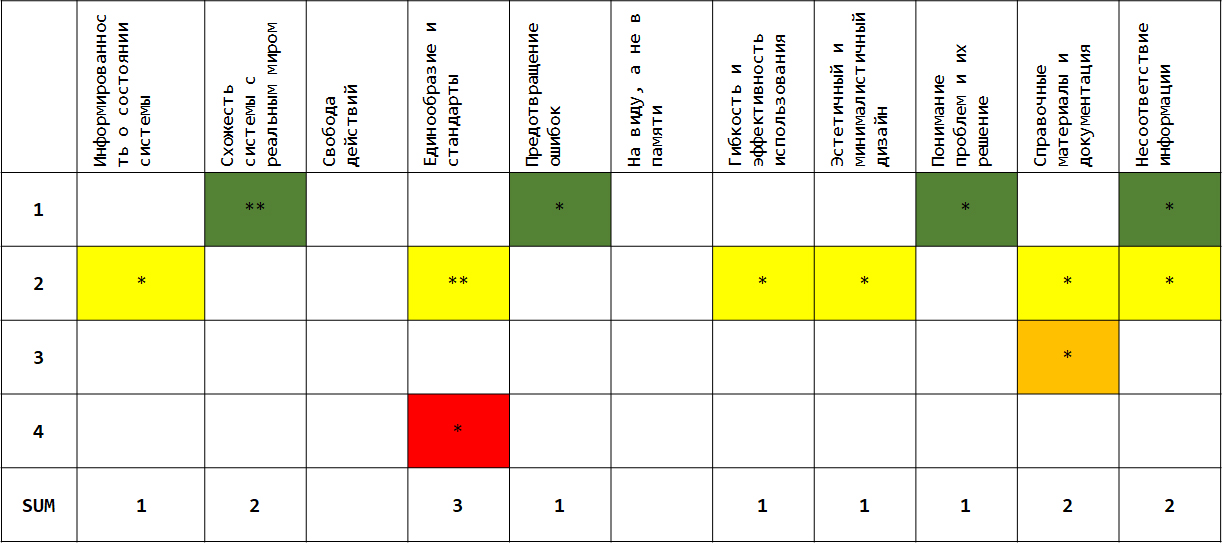 Информированнос
ть о состоянии
системы
Схожесть
системы с
реальным миром
Свобода
действий
Единообразие и
стандарты
Предотвращение
ошибок
На виду, а не в
памяти
Гибкость и
эффективность
использования
Эстетичный и
минималистичный
дизайн
Понимание
проблем и их
решение
Справочные
материалы и
документация
Несоответствие
информации
1 ** * * *
2 * ** * * * *
3 *
4 *
SUM 1 2 3 1 1 1 1 2 2